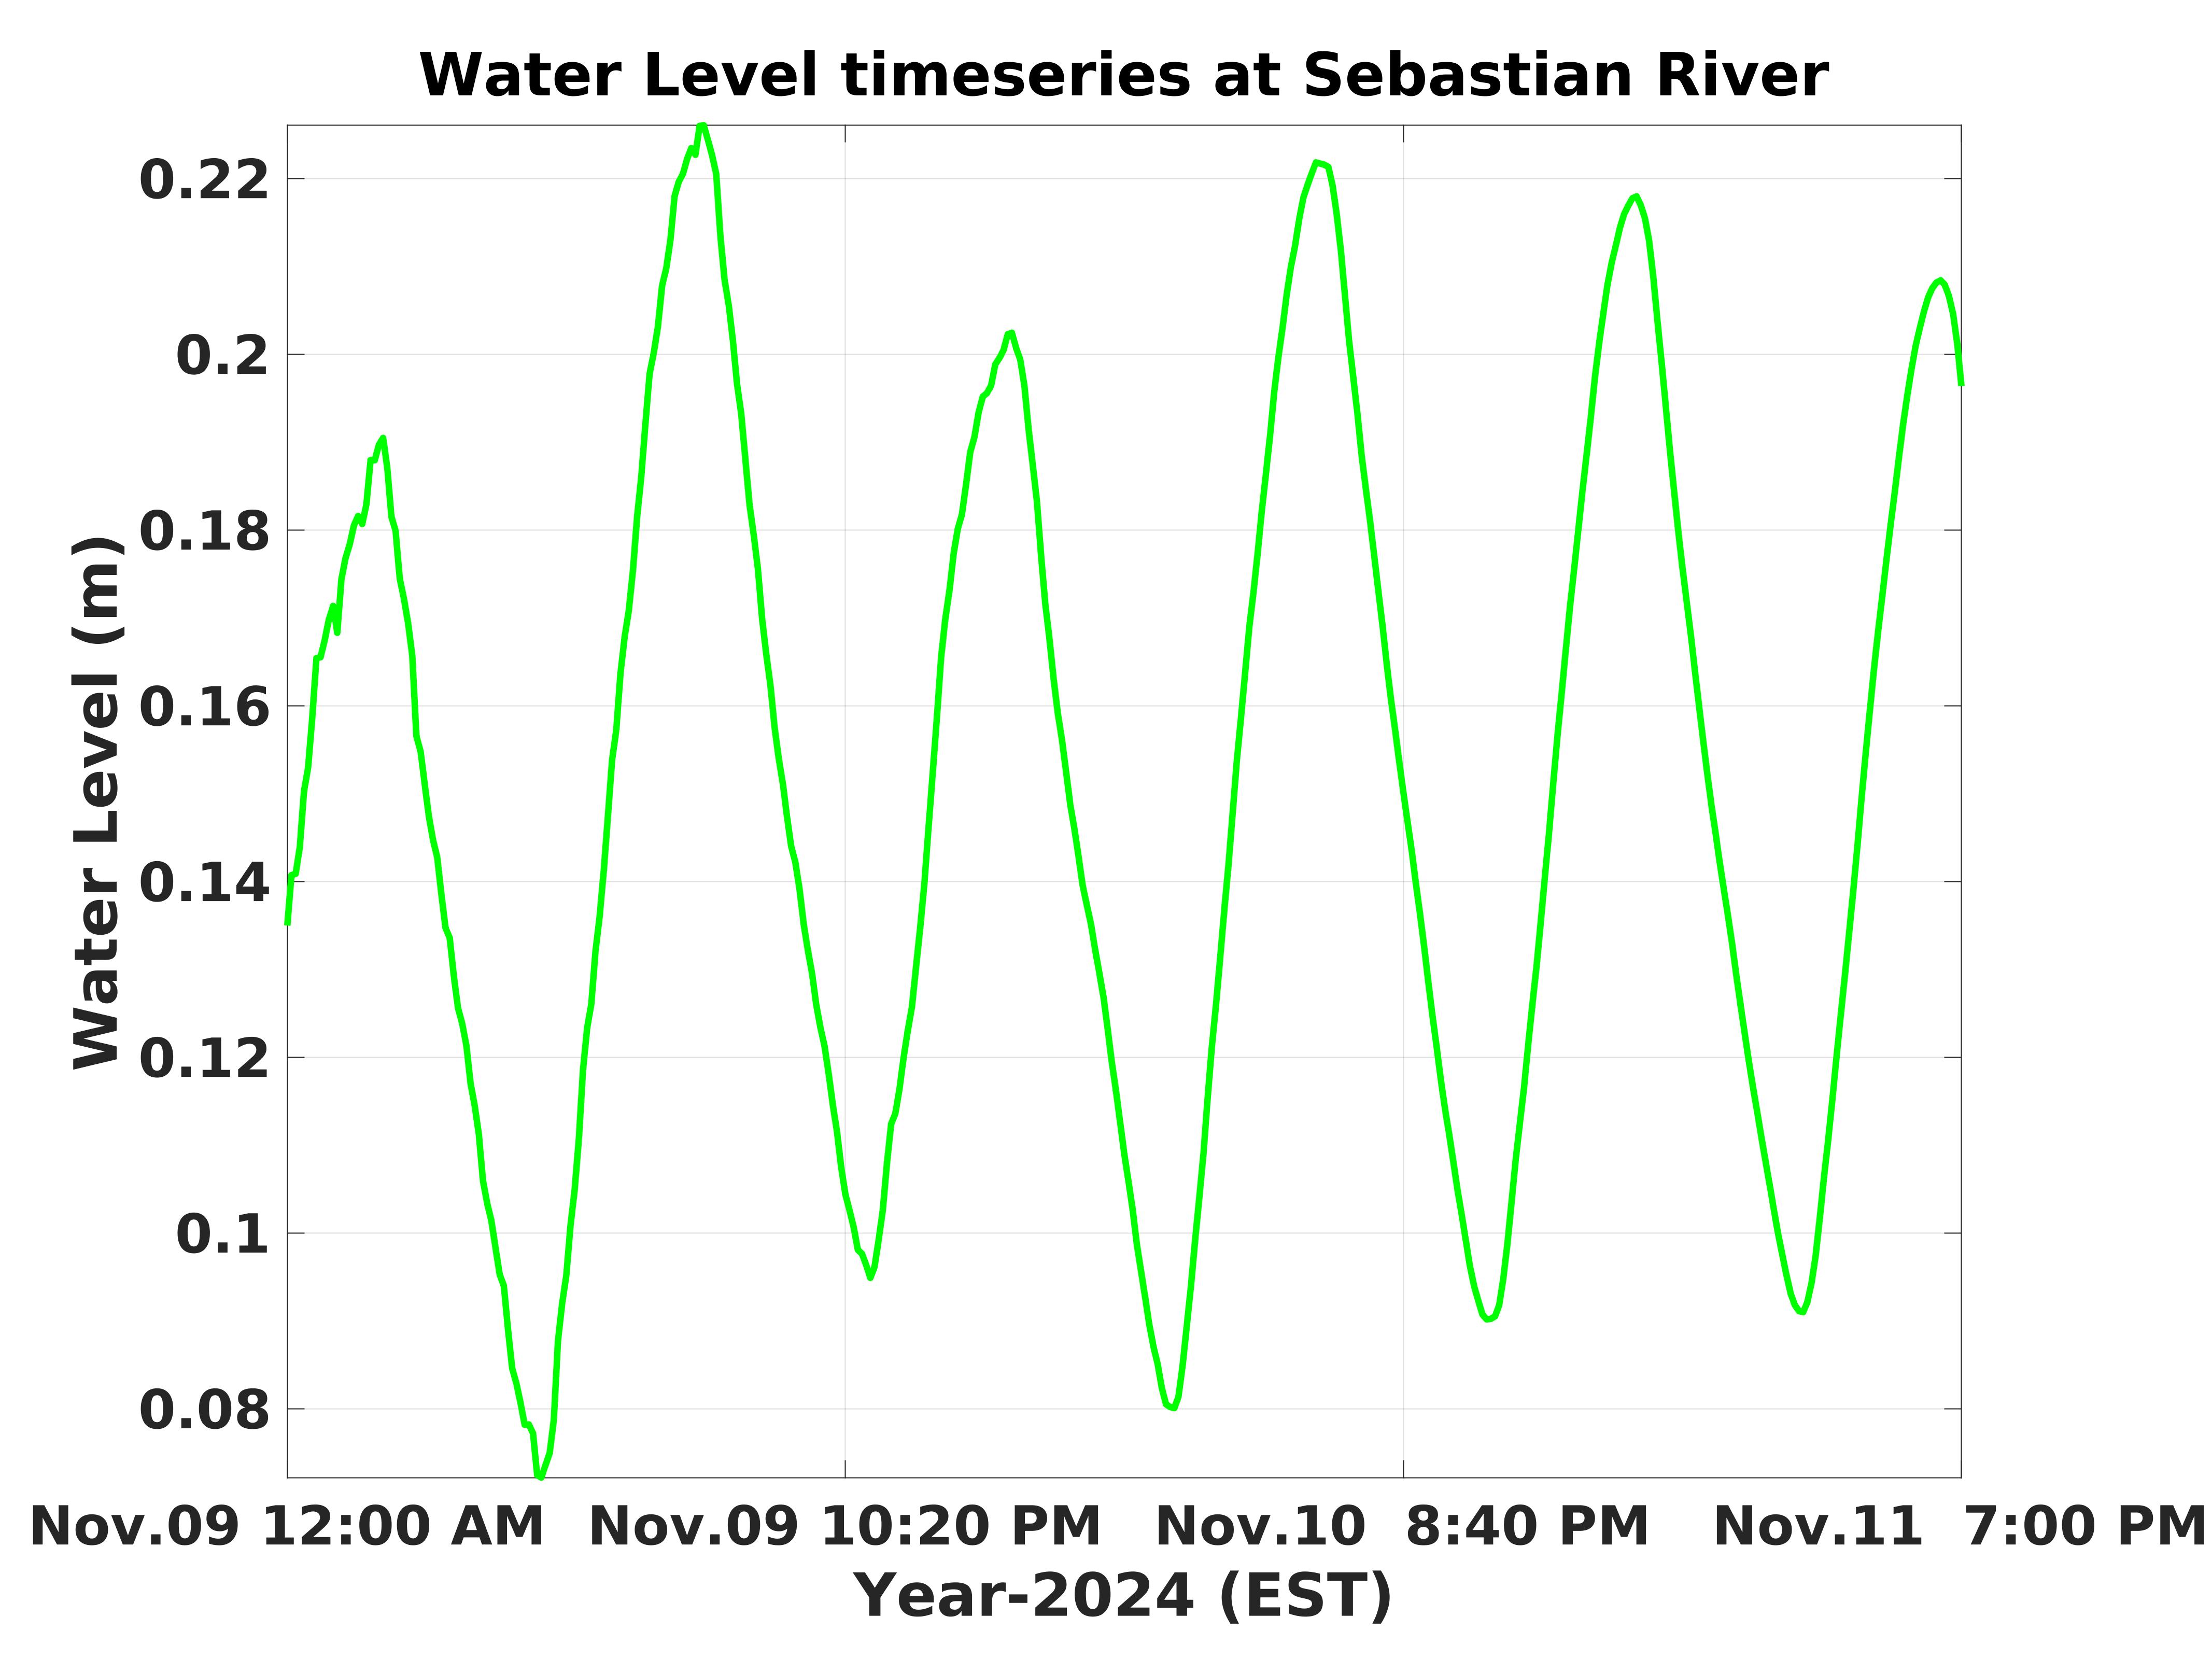 Water Level timeseries at Sebastian River
0.22
0.2
0.18
0.16
0.14
0.12
0.1
0.08
Water Level (m)
Nov.09 12:00 AM Nov.09 10:20 PM Nov.10 8:40 PM Nov.11 7:00 PM
Year-2024 (EST)